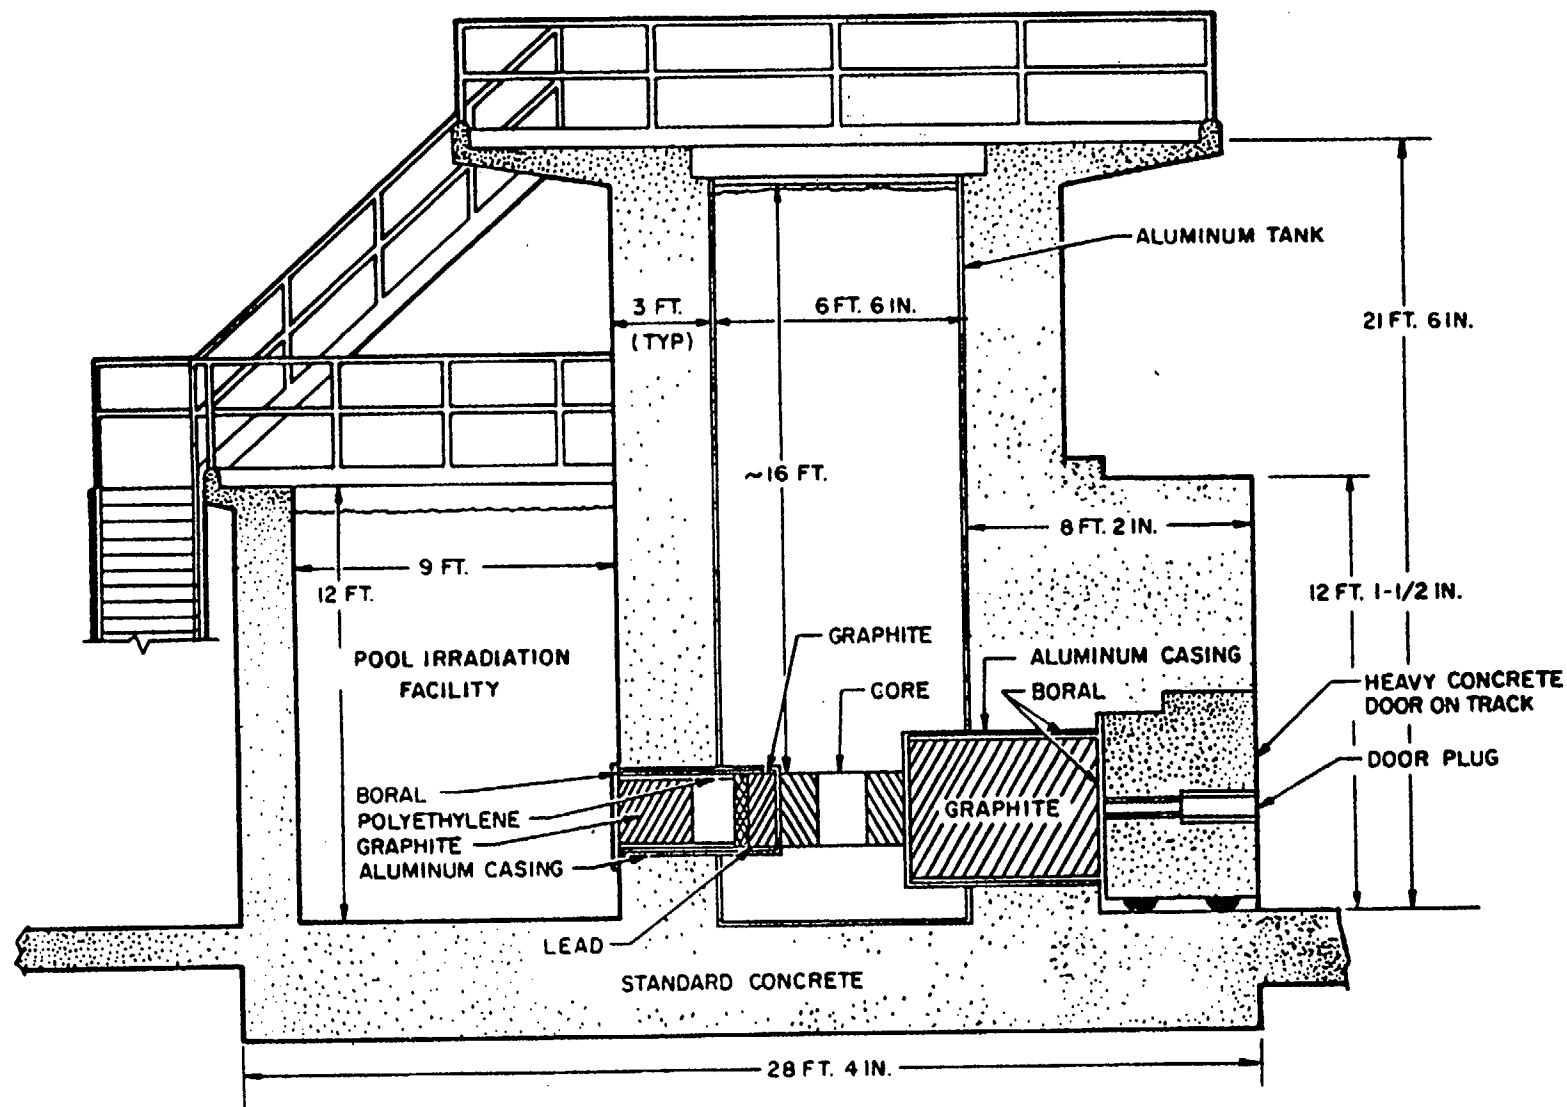 ALUMINUM TANK
3 FT.
(TYP)
6 FT. 6 IN.
21 FT. 6 IN.
~16 FT.
8 FT. 2 IN.
9 FT.
12 FT.
12 FT. 1-1/2 IN.
POOL IRRADIATION
FACILITY
GRAPHITE
CORE
ALUMINUM CASING
BORAL
HEAVY CONCRETE
DOOR ON TRACK
DOOR PLUG
GRAPHITE
BORAL
POLYETHYLENE
GRAPHITE
ALUMINUM CASING
LEAD
STANDARD CONCRETE
28 FT. 4 IN.